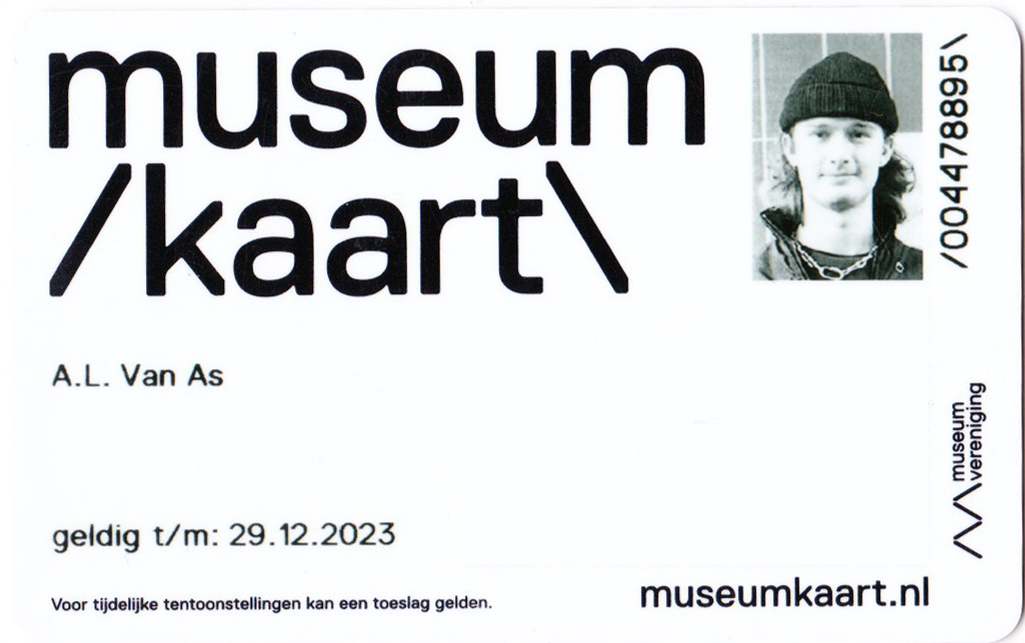 museum
/kaart\
/004478895\
A.L. Van As
museum
vereniging
geldig t/m: 29.12.2023
Voor tijdelijke tentoonstellingen kan een toeslag gelden.
museumkaart.nl